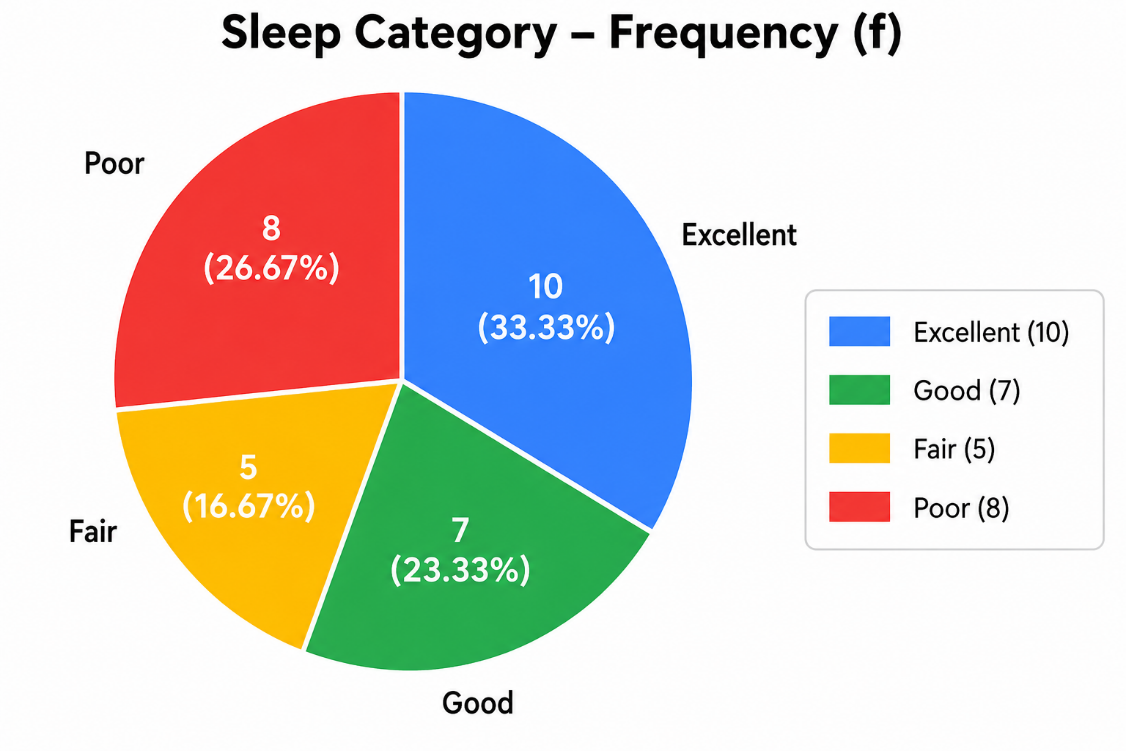 Sleep Category – Frequency (f)
Poor
8
(26.67%)
Excellent
10
(33.33%)
Fair
5
(16.67%)
7
(23.33%)
Good
Excellent (10)
Good (7)
Fair (5)
Poor (8)